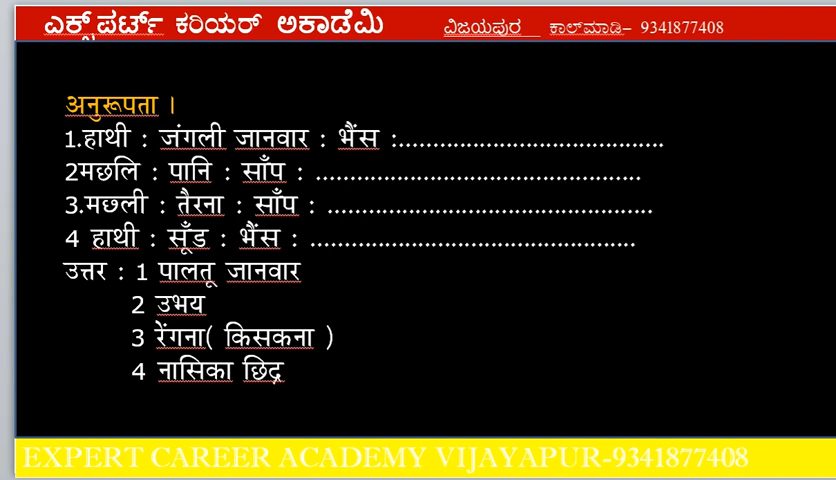 ಎಕ್ಸ್‌ಪರ್ಟ್ ಕರಿಯರ್ ಅಕಾಡೆಮಿ ವಿಜಯಪುರ ಕಾಲ್‌ಮಾಡಿ– 9341877408
अनुरूपता ।
1.हाथी : जंगली जानवार : भैंस :.......................................
2मछलि : पानि : साँप : ................................................
3.मछली : तैरना : साँप : ................................................
4 हाथी : सूँड : भैंस : ................................................
उत्तर : 1 पालतू जानवार
2 उभय
3 रेंगना( किसकना )
4 नासिका छिद्र
EXPERT CAREER ACADEMY VIJAYAPUR-9341877408